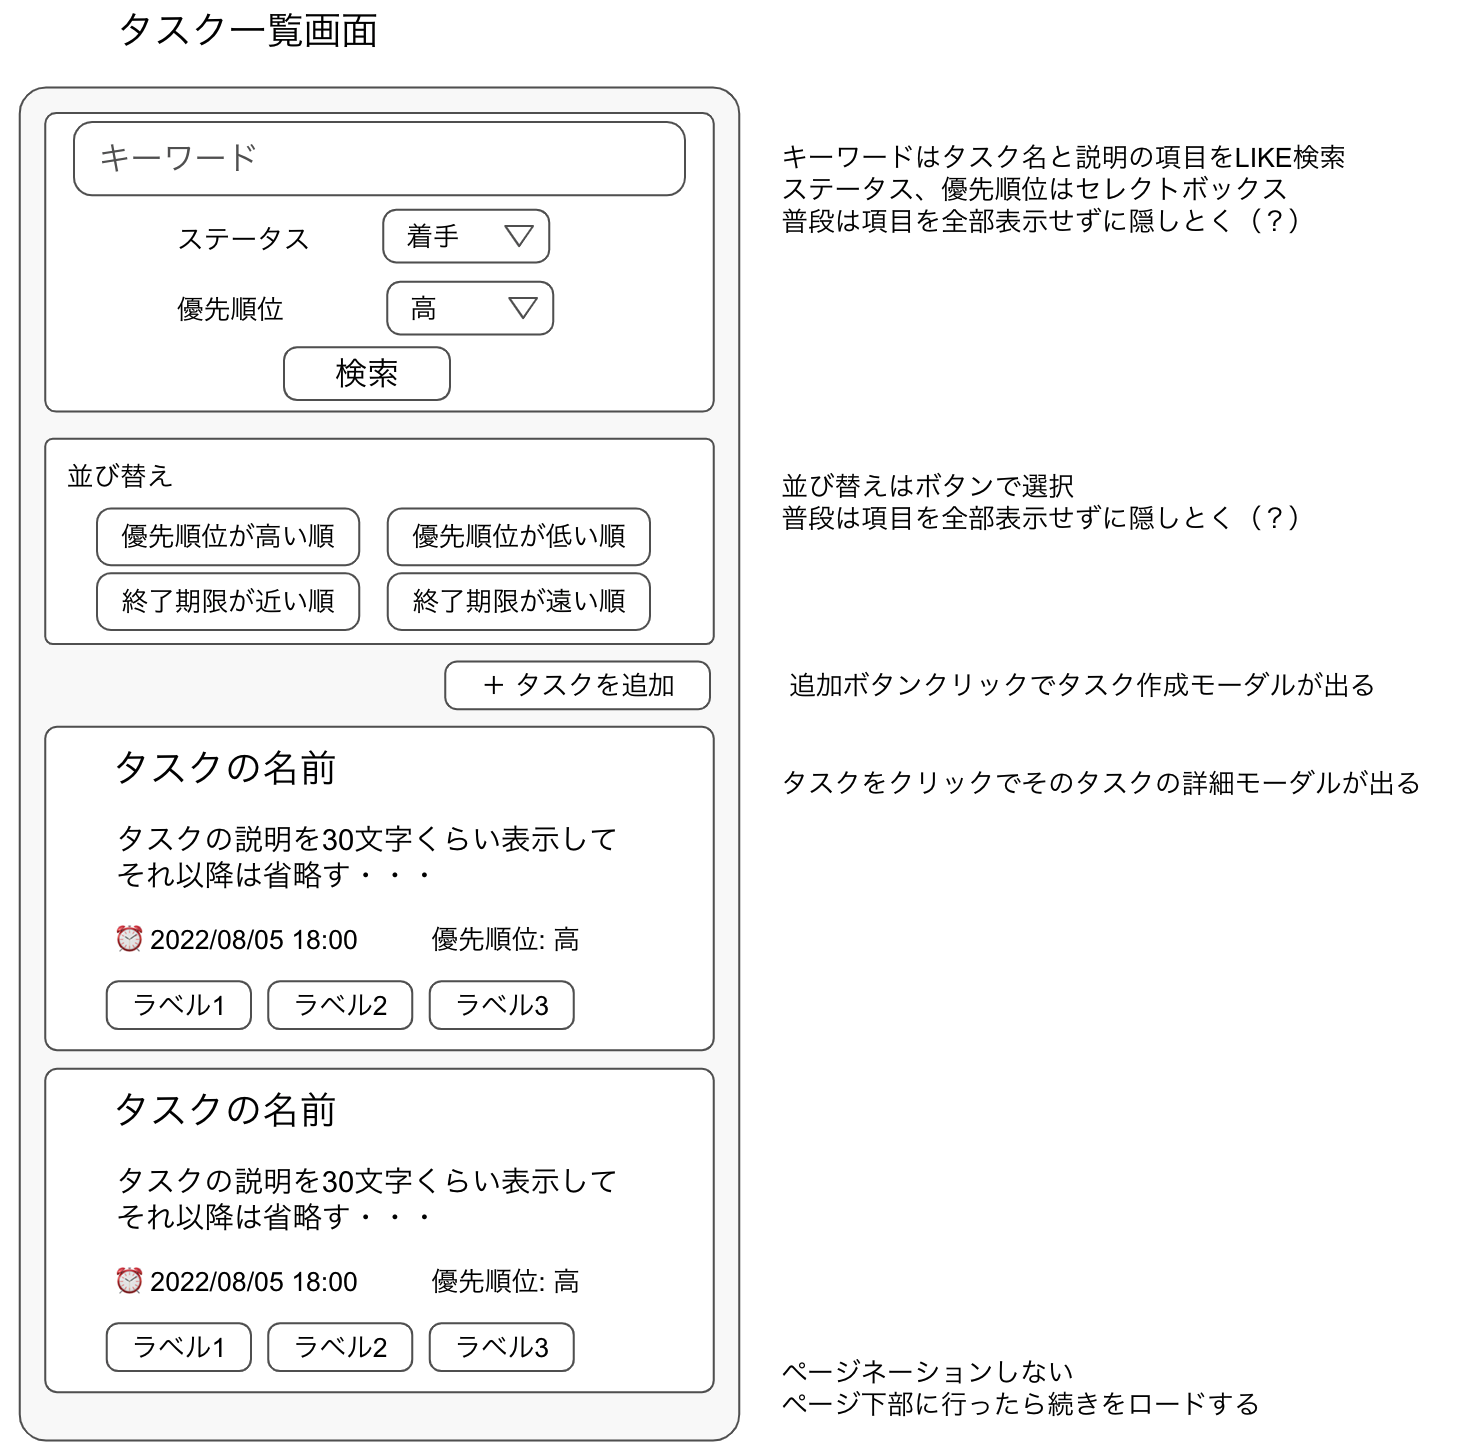 タスク一覧画面
キーワード
キーワードはタスク名と説明の項目をLIKE検索
ステータス、優先順位はセレクトボックス
普段は項目を全部表示せずに隠しとく（？）
ステータス
着手
優先順位
高
検索
並び替え
並び替えはボタンで選択
普段は項目を全部表示せずに隠しとく（？）
優先順位が高い順
優先順位が低い順
終了期限が近い順
終了期限が遠い順
＋ タスクを追加
追加ボタンクリックでタスク作成モーダルが出る
タスクの名前
タスクをクリックでそのタスクの詳細モーダルが出る
タスクの説明を30文字くらい表示して
それ以降は省略す・・・
⏰ 2022/08/05 18:00
優先順位: 高
ラベル1
ラベル2
ラベル3
タスクの名前
タスクの説明を30文字くらい表示して
それ以降は省略す・・・
⏰ 2022/08/05 18:00
優先順位: 高
ラベル1
ラベル2
ラベル3
ページネーションしない
ページ下部に行ったら続きをロードする